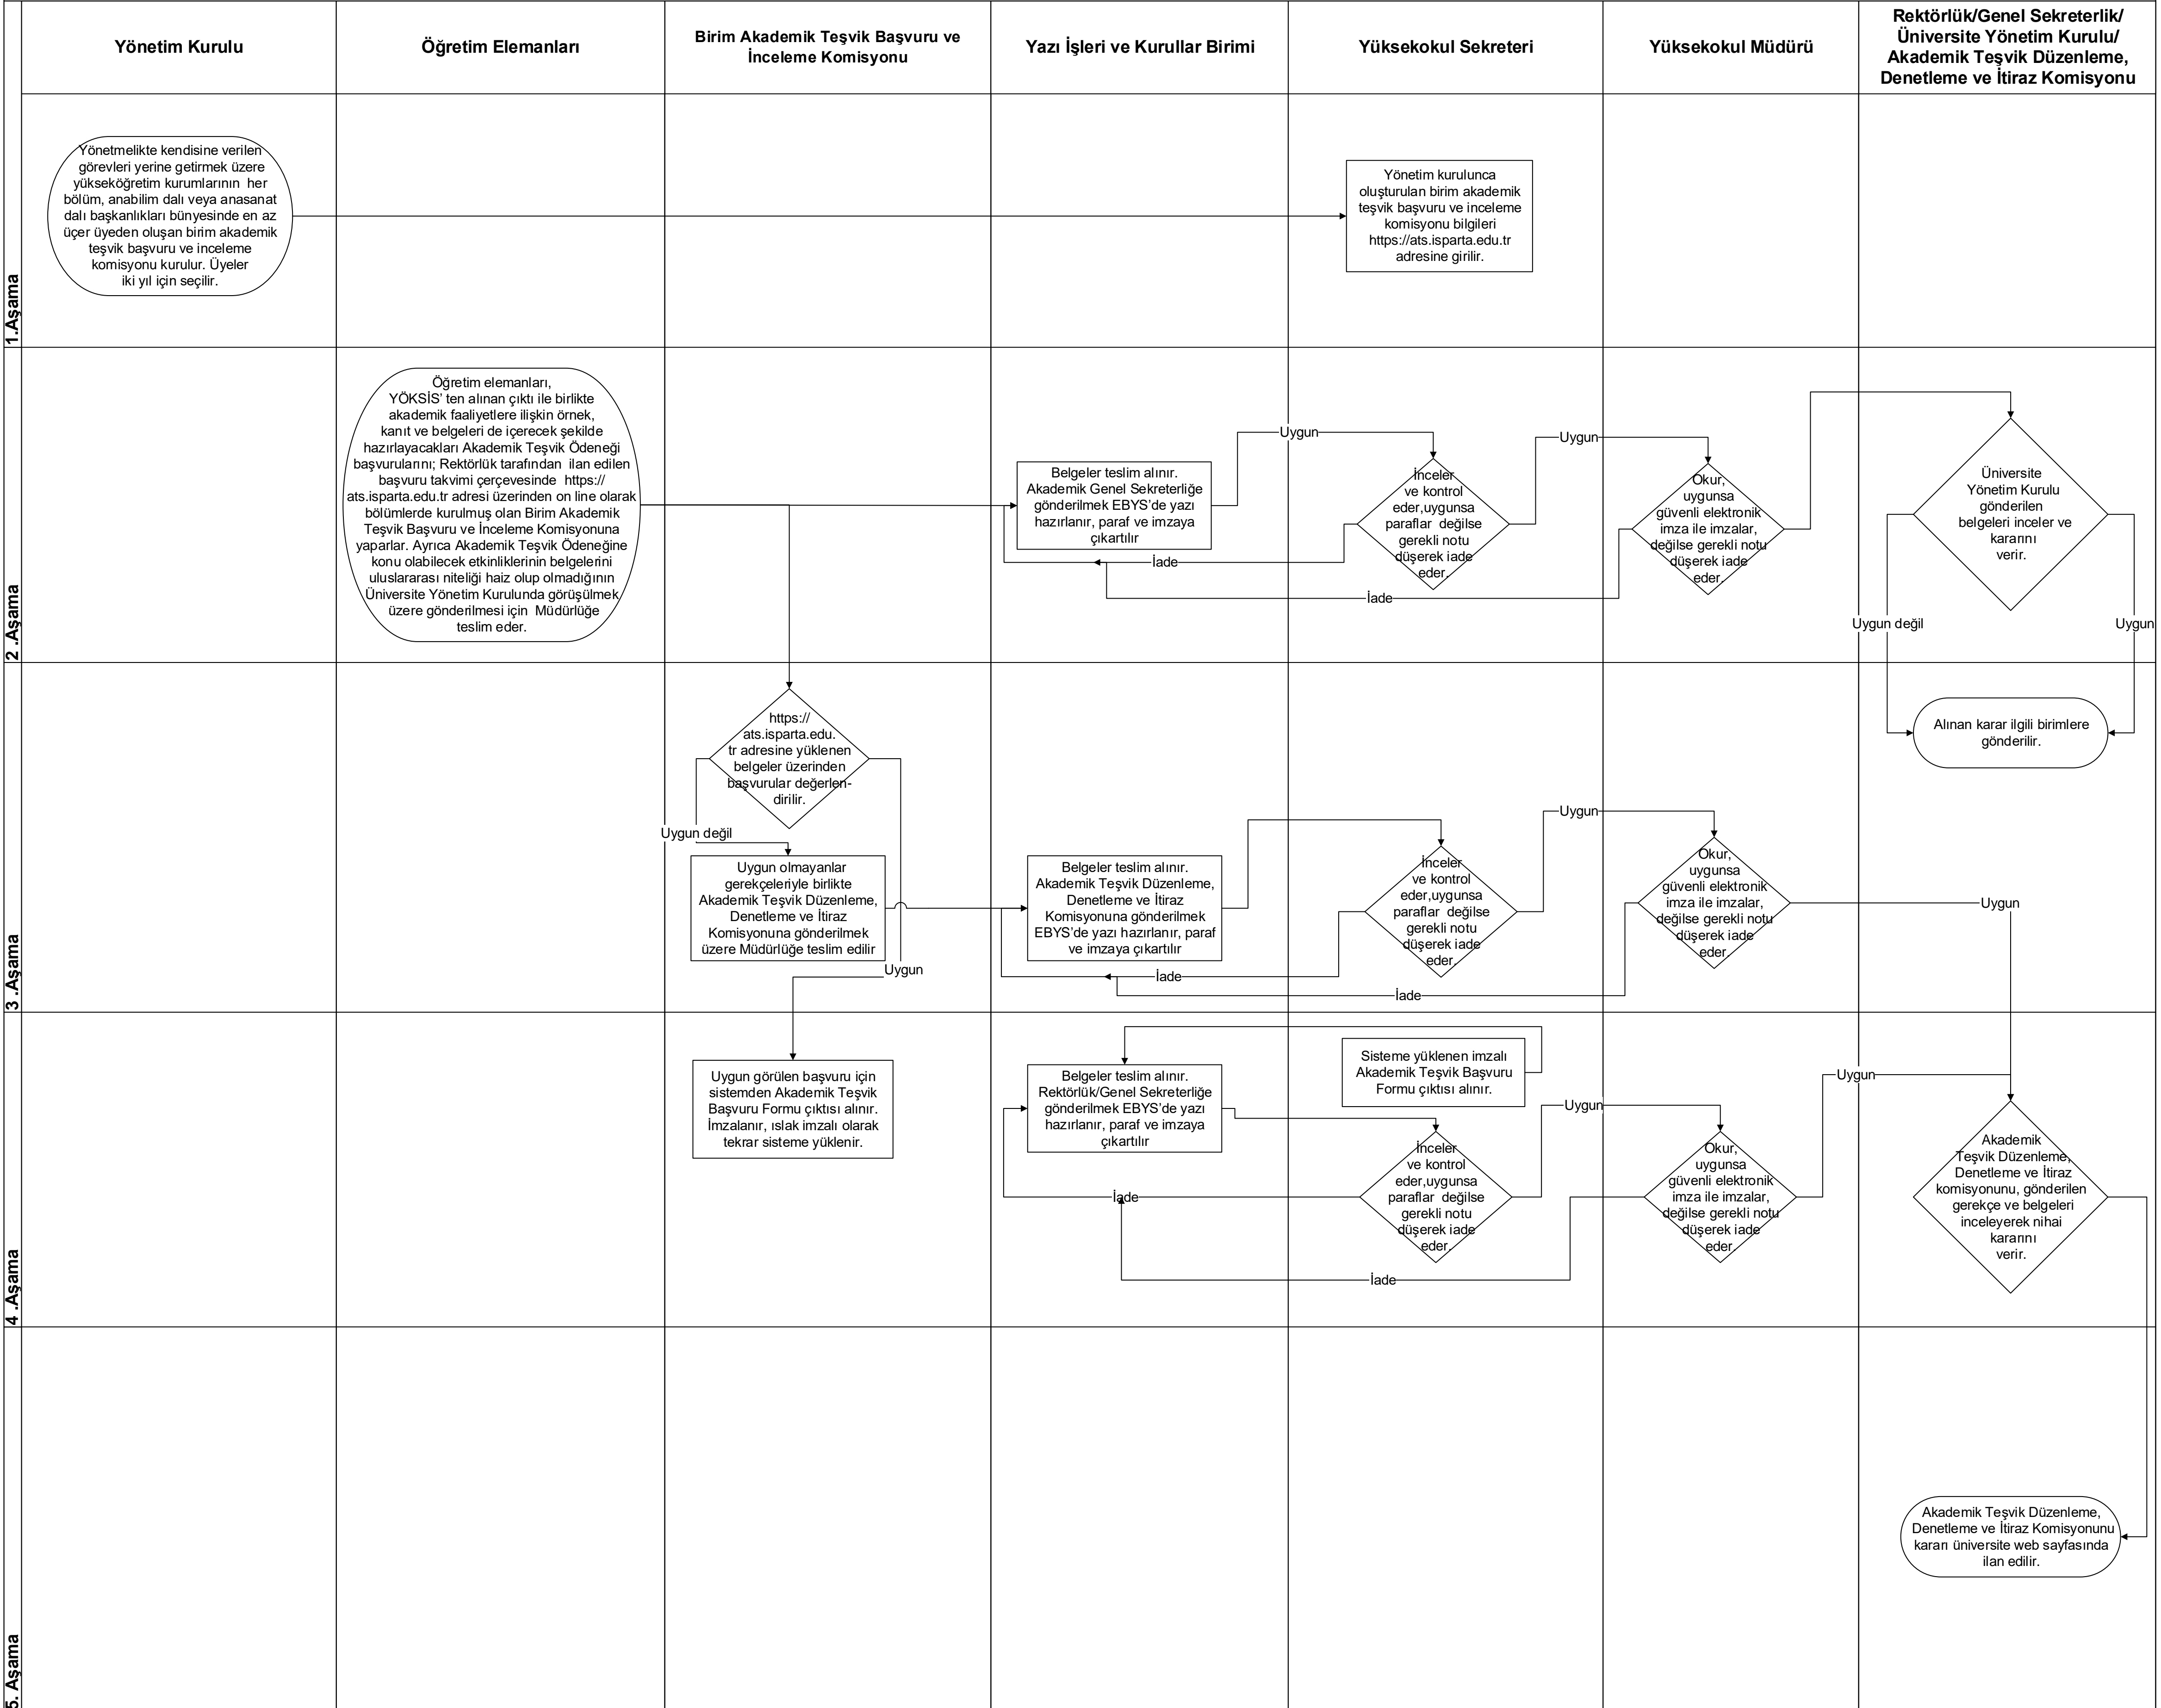 Yönetim Kurulu
Öğretim Elemanları
Birim Akademik Teşvik Başvuru ve
İnceleme Komisyonu
Yazı İşleri ve Kurullar Birimi
Yüksekokul Sekreteri
Yüksekokul Müdürü
Rektörlük/Genel Sekreterlik/
Üniversite Yönetim Kurulu/
Akademik Teşvik Düzenleme,
Denetleme ve İtiraz Komisyonu
1.Aşama
Yönetmelikte kendisine verilen
görevleri yerine getirmek üzere
yükseköğretim kurumlarının her
bölüm, anabilim dalı veya anasanat
dalı başkanlıkları bünyesinde en az
üçer üyeden oluşan birim akademik
teşvik başvuru ve inceleme
komisyonu kurulur. Üyeler
iki yıl için seçilir.
Yönetim kurulunca
oluşturulan birim akademik
teşvik başvuru ve inceleme
komisyonu bilgileri
https://ats.isparta.edu.tr
adresine girilir.
2 .Aşama
Öğretim elemanları,
YÖKSİS' ten alınan çıktı ile birlikte
akademik faaliyetlere ilişkin örnek,
kanıt ve belgeleri de içerecek şekilde
hazırlayacakları Akademik Teşvik Ödeneği
başvurularını; Rektörlük tarafından ilan edilen
başvuru takvimi çerçevesinde https://
ats.isparta.edu.tr adresi üzerinden on line olarak
bölümlerde kurulmuş olan Birim Akademik
Teşvik Başvuru ve İnceleme Komisyonuna
yaparlar. Ayrıca Akademik Teşvik Ödeneğine
konu olabilecek etkinliklerinin belgelerini
uluslararası niteliği haiz olup olmadığının
Üniversite Yönetim Kurulunda görüşülmek
üzere gönderilmesi için Müdürlüğe
teslim eder.
Belgeler teslim alınır.
Akademik Genel Sekreterliğe
gönderilmek EBYS'de yazı
hazırlanır, paraf ve imzaya
çıkartılır
Uygun
İnceler
ve kontrol
eder,uygunsa
paraflar değilse
gerekli notu
düşerek iade
eder.
Uygun
Okur,
uygunsa
güvenli elektronik
imza ile imzalar,
değilse gerekli notu
düşerek iade
eder.
İade
İade
Üniversite
Yönetim Kurulu
gönderilen
belgeleri inceler ve
kararını
verir.
Uygun değil
Uygun
3 .Aşama
https://
ats.isparta.edu.
tr adresine yüklenen
belgeler üzerinden
başvurular değerlen-
dirilir.
Uygun değil
Uygun olmayanlar
gerekçeleriyle birlikte
Akademik Teşvik Düzenleme,
Denetleme ve İtiraz
Komisyonuna gönderilmek
üzere Müdürlüğe teslim edilir
Uygun
Belgeler teslim alınır.
Akademik Teşvik Düzenleme,
Denetleme ve İtiraz
Komisyonuna gönderilmek
EBYS'de yazı hazırlanır, paraf
ve imzaya çıkartılır
İnceler
ve kontrol
eder,uygunsa
paraflar değilse
gerekli notu
düşerek iade
eder.
Uygun
Okur,
uygunsa
güvenli elektronik
imza ile imzalar,
değilse gerekli notu
düşerek iade
eder.
İade
İade
Uygun
Alınan karar ilgili birimlere
gönderilir.
4 .Aşama
Uygun görülen başvuru için
sistemden Akademik Teşvik
Başvuru Formu çıktısı alınır.
İmzalanır, ıslak imzalı olarak
tekrar sisteme yüklenir.
Belgeler teslim alınır.
Rektörlük/Genel Sekreterliğe
gönderilmek EBYS'de yazı
hazırlanır, paraf ve imzaya
çıkartılır
Sisteme yüklenen imzalı
Akademik Teşvik Başvuru
Formu çıktısı alınır.
İnceler
ve kontrol
eder,uygunsa
paraflar değilse
gerekli notu
düşerek iade
eder.
Uygun
Okur,
uygunsa
güvenli elektronik
imza ile imzalar,
değilse gerekli notu
düşerek iade
eder.
İade
İade
Uygun
Akademik
Teşvik Düzenleme,
Denetleme ve İtiraz
komisyonunu, gönderilen
gerekçe ve belgeleri
inceleyerek nihai
kararını
verir.
5. Aşama
Akademik Teşvik Düzenleme,
Denetleme ve İtiraz Komisyonunu
kararı üniversite web sayfasında
ilan edilir.